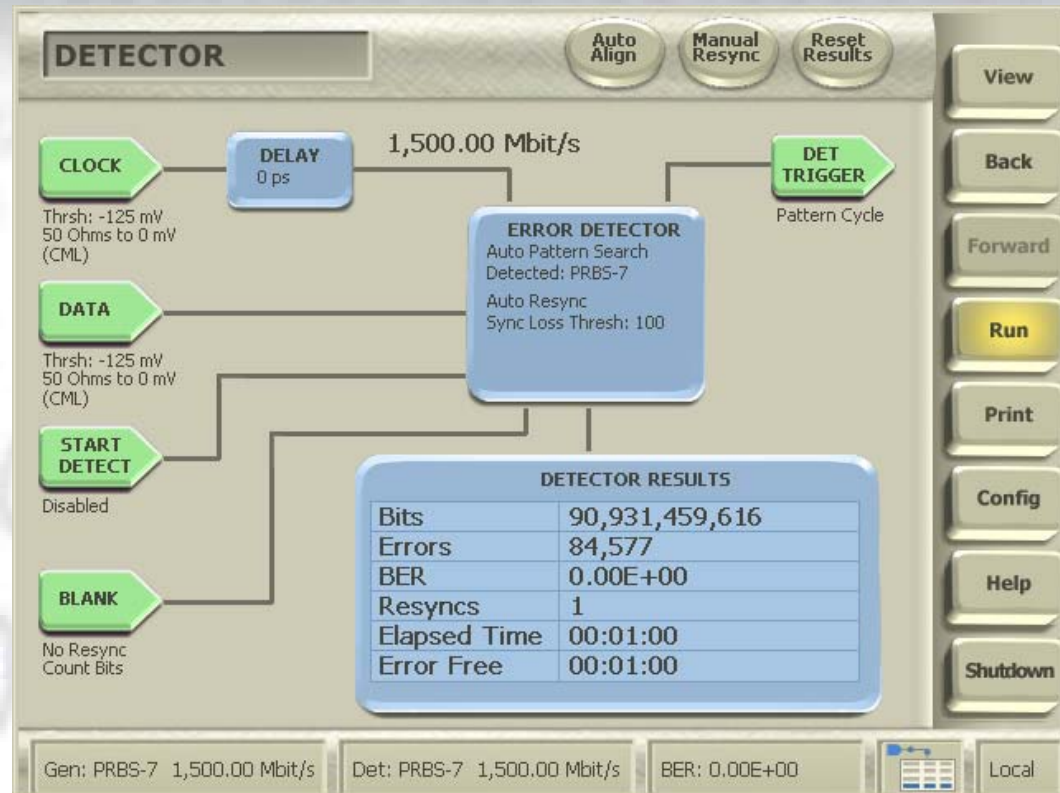 DETECTOR
Auto
Align
Manual
Resync
Reset
Results
View
Back
Forward
Run
Print
Config
Help
Shutdown
CLOCK
Thrsh: -125 mV
50 Ohms to 0 mV
(CML)
DELAY
0 ps
1,500.00 Mbit/s
DET
TRIGGER
Pattern Cycle
ERROR DETECTOR
Auto Pattern Search
Detected: PRBS-7
Auto Resync
Sync Loss Thresh: 100
DATA
Thrsh: -125 mV
50 Ohms to 0 mV
(CML)
START
DETECT
Disabled
BLANK
No Resync
Count Bits
DETECTOR RESULTS
Bits 90,931,459,616
Errors 84,577
BER 0.00E+00
Resyncs 1
Elapsed Time 00:01:00
Error Free 00:01:00
Gen: PRBS-7 1,500.00 Mbit/s
Det: PRBS-7 1,500.00 Mbit/s
BER: 0.00E+00
Local